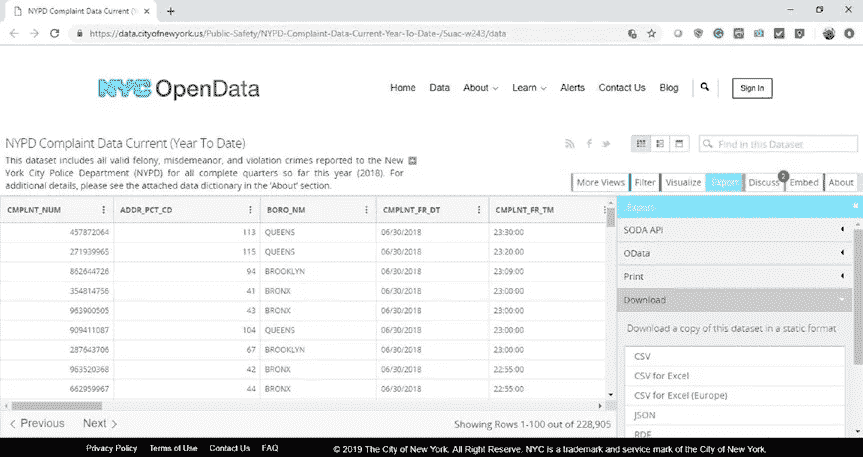 NYPD Complaint Data Current (Y
https://data.cityofnewyork.us/Public-Safety/NYPD-Complaint-Data-Current-Year-To-Date-/5uac-w243/data
NYC OpenData
Home Data About Learn Alerts Contact Us Blog Sign In
NYPD Complaint Data Current (Year To Date)
Find in this Dataset
This dataset includes all valid felony, misdemeanor, and violation crimes reported to the New
York City Police Department (NYPD) for all complete quarters so far this year (2018). For
additional details, please see the attached data dictionary in the 'About' section.
2
More Views Filter Visualize Export Discuss Embed About
CMPLNT_NUM ADDR_PCT_CD BORO_NM CMPLNT_FR_DT CMPLNT_FR_TM
Export
457872064 113 QUEENS 06/30/2018 23:30:00
SODA API
271939965 115 QUEENS 06/30/2018 23:20:00
OData
862644726 94 BROOKLYN 06/30/2018 23:09:00
Print
354814756 41 BRONX 06/30/2018 23:00:00
Download
963900505 43 BRONX 06/30/2018 23:00:00
909411087 104 QUEENS 06/30/2018 23:00:00
Download a copy of this dataset in a static format
287643706 67 BROOKLYN 06/30/2018 23:00:00
CSV
963520368 42 BRONX 06/30/2018 22:55:00
CSV for Excel
662959967 44 BRONX 06/30/2018 22:55:00
CSV for Excel (Europe)
JSON
Previous Next Showing Rows 1-100 out of 228,905
RDF
Privacy Policy Terms of Use Contact Us FAQ © 2019 The City of New York. All Right Reserve. NYC is a trademark and service mark of the City of New York.